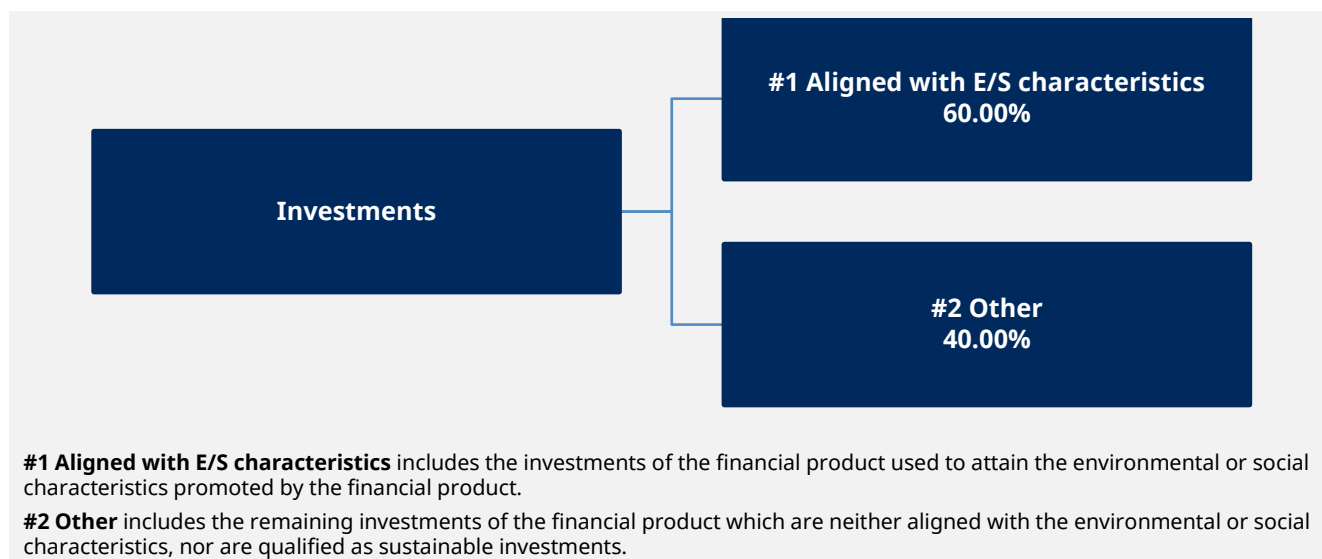 #1 Aligned with E/S characteristics
60.00%
Investments
#2 Other
40.00%
#1 Aligned with E/S characteristics includes the investments of the financial product used to attain the environmental or social
characteristics promoted by the financial product.
#2 Other includes the remaining investments of the financial product which are neither aligned with the environmental or social
characteristics, nor are qualified as sustainable investments.